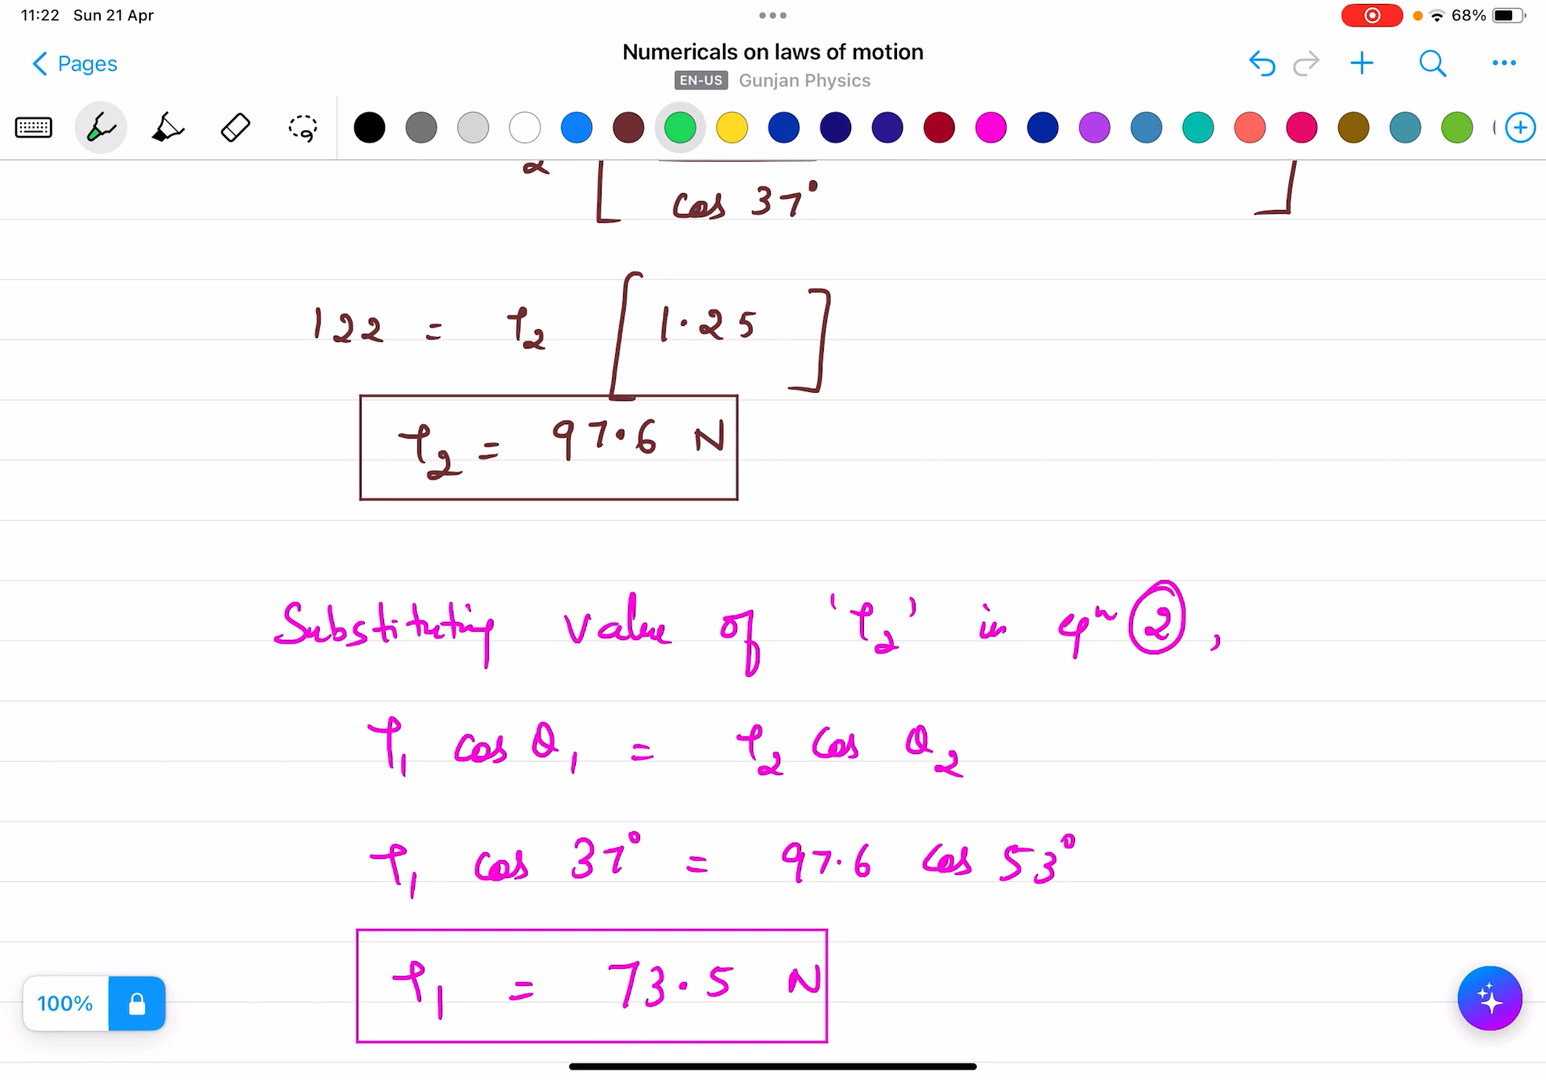 11:22 Sun 21 Apr
68%
Pages
Numericals on laws of motion
EN-US Gunjan Physics
2
cos 37°
122 = T2 [1.25]
T2 = 97.6 N
Substituting value of 'T2' in qn (2),
T1 cos θ1 = T2 cos θ2
T1 cos 37° = 97.6 cos 53°
T1 = 73.5 N
100%